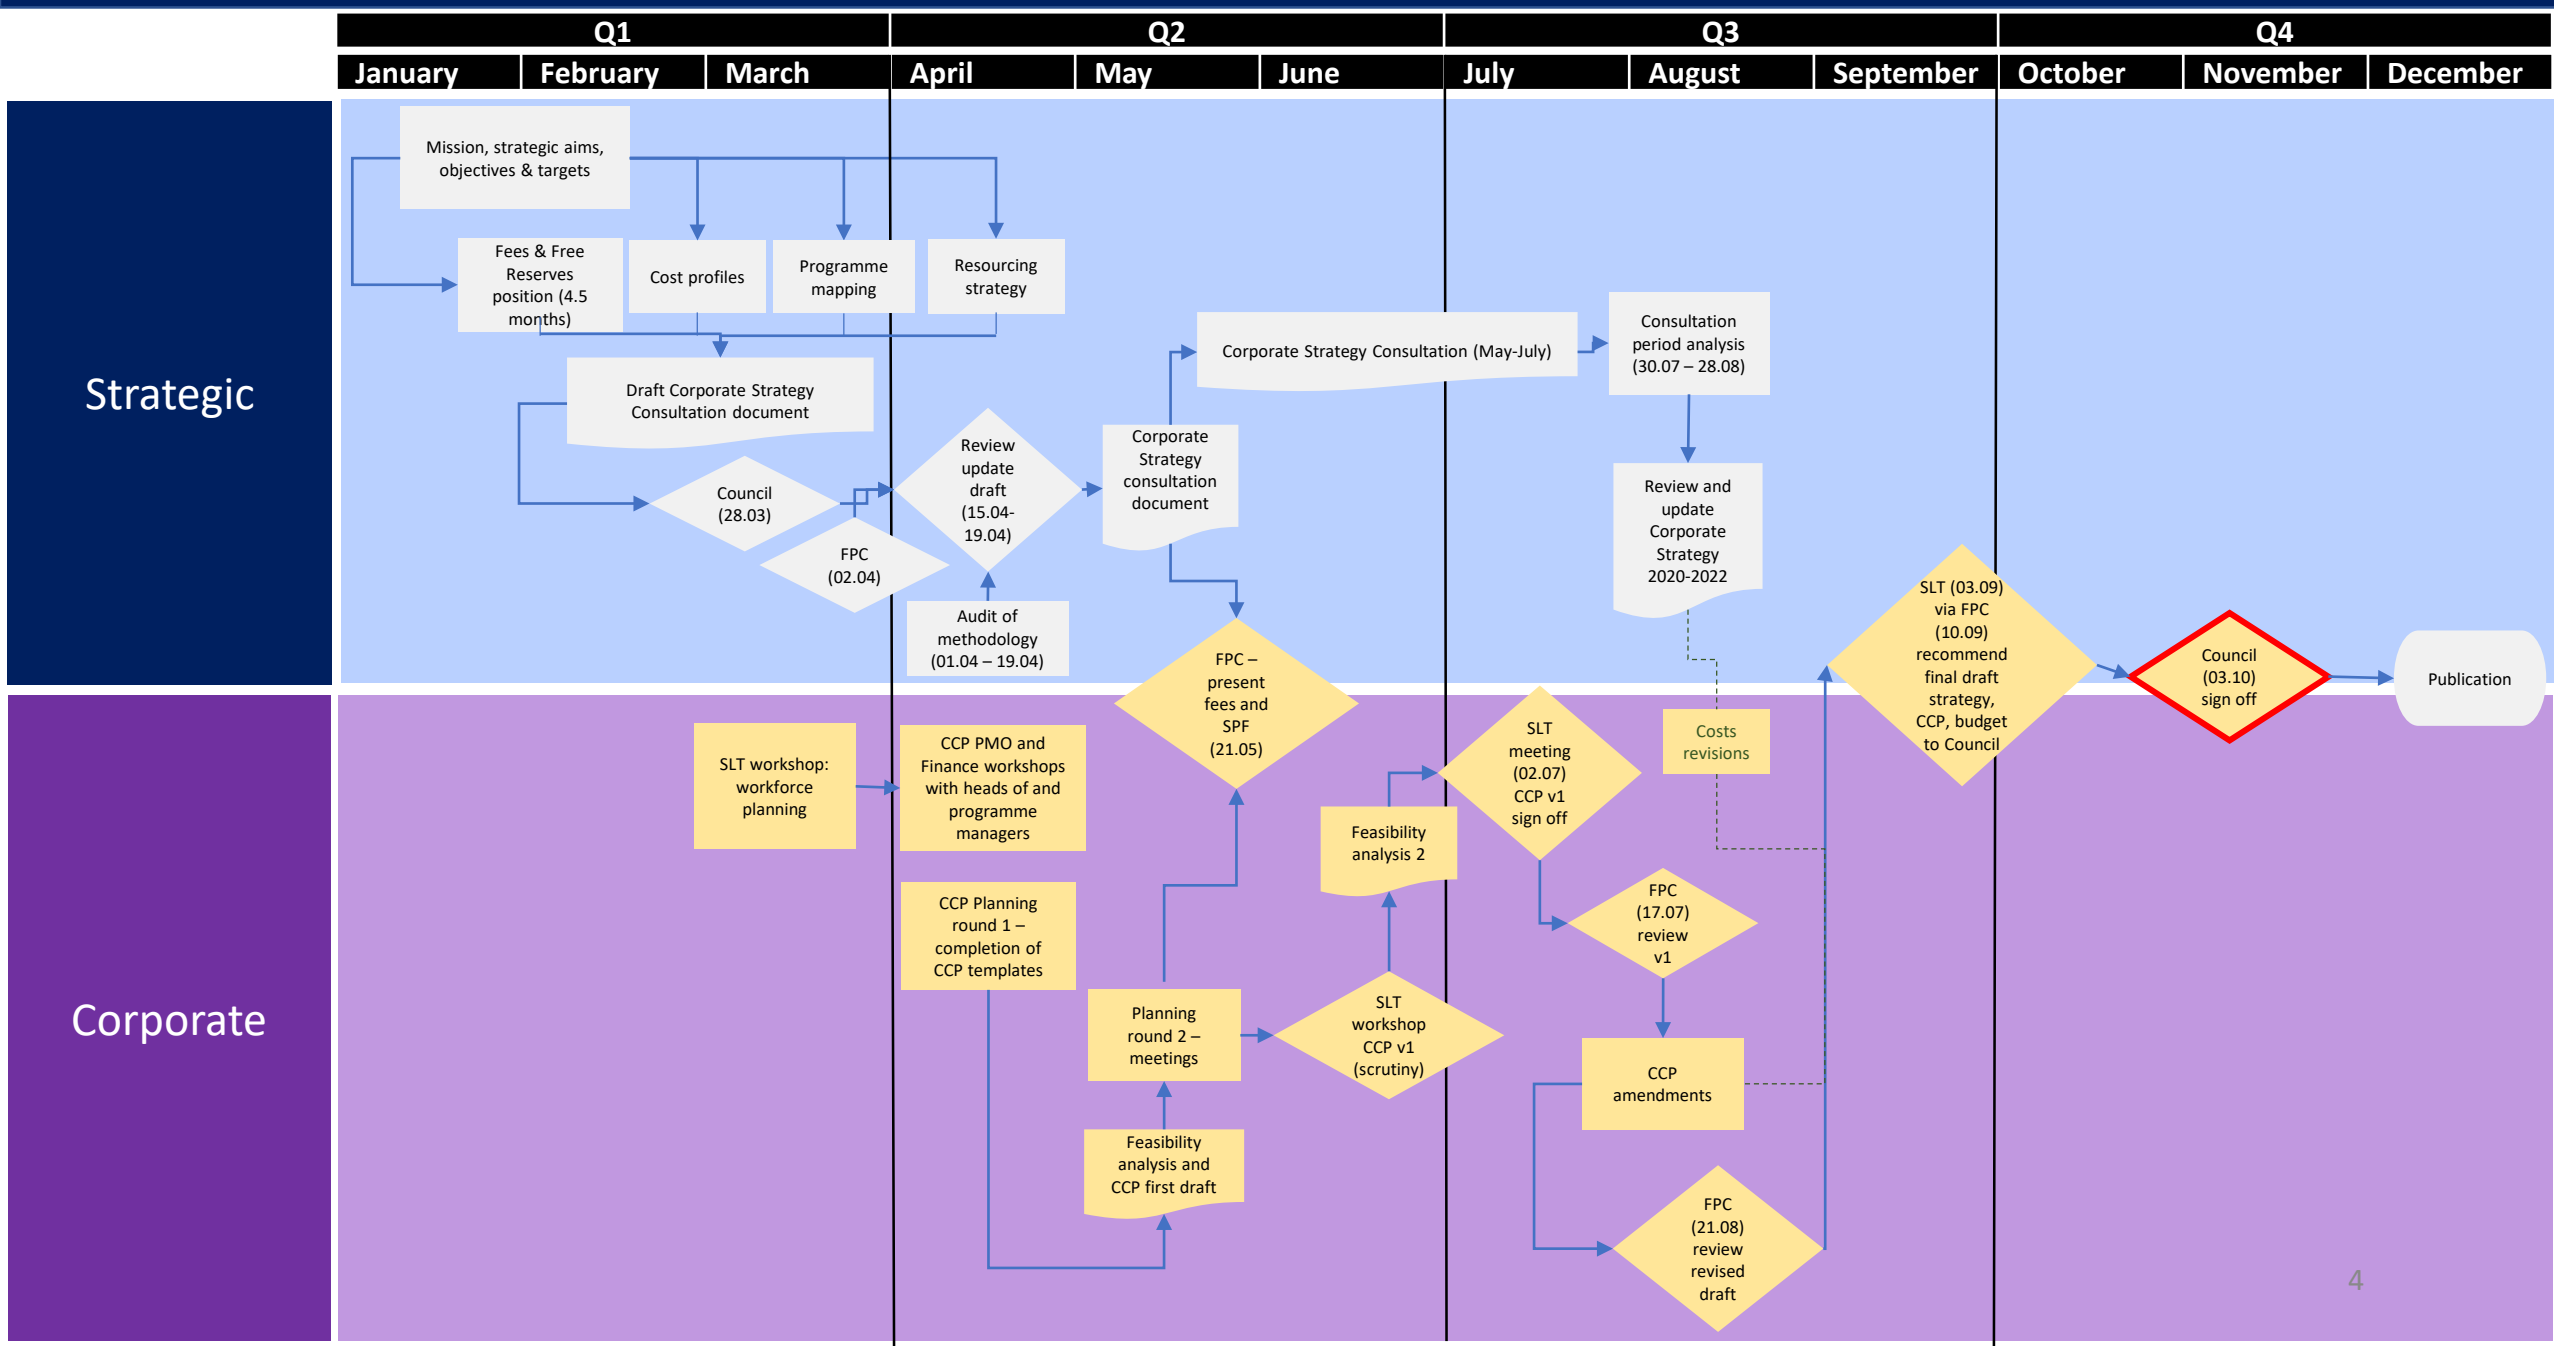 Q1
Q2
Q3
Q4
January
February
March
April
May
June
July
August
September
October
November
December
Strategic
Mission, strategic aims,
objectives & targets
Fees & Free
Reserves
position (4.5
months)
Cost profiles
Programme
mapping
Resourcing
strategy
Draft Corporate Strategy
Consultation document
Council
(28.03)
FPC
(02.04)
Review
update
draft
(15.04-
19.04)
Audit of
methodology
(01.04 – 19.04)
Corporate
Strategy
consultation
document
Corporate Strategy Consultation (May-July)
Consultation
period analysis
(30.07 – 28.08)
Review and
update
Corporate
Strategy
2020-2022
FPC –
present
fees and
SPF
(21.05)
SLT (03.09)
via FPC
(10.09)
recommend
final draft
strategy,
CCP, budget
to Council
Council
(03.10)
sign off
Publication
Corporate
SLT workshop:
workforce
planning
CCP PMO and
Finance workshops
with heads of and
programme
managers
CCP Planning
round 1 –
completion of
CCP templates
Planning
round 2 –
meetings
Feasibility
analysis and
CCP first draft
SLT
workshop
CCP v1
(scrutiny)
Feasibility
analysis 2
SLT
meeting
(02.07)
CCP v1
sign off
Costs
revisions
FPC
(17.07)
review
v1
CCP
amendments
FPC
(21.08)
review
revised
draft
4